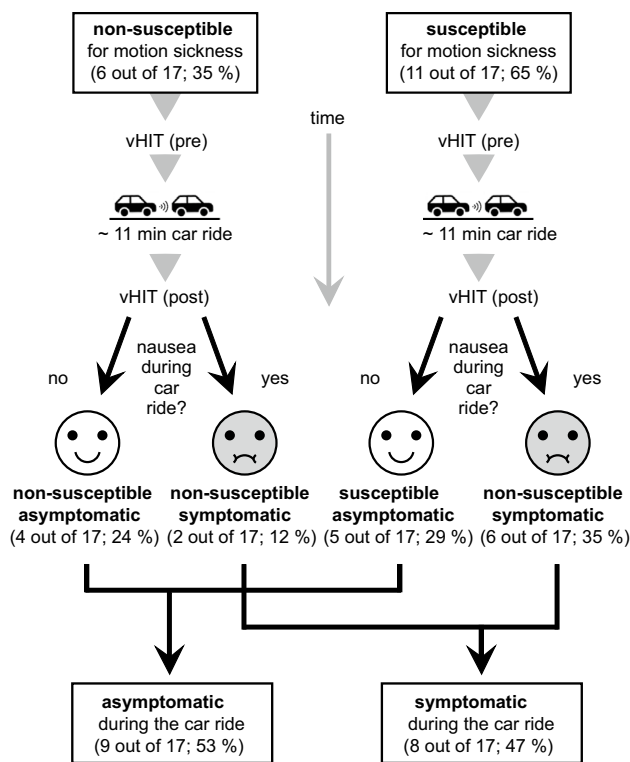 non-susceptible
for motion sickness
(6 out of 17; 35 %)
susceptible
for motion sickness
(11 out of 17; 65 %)
time
vHIT (pre)
vHIT (pre)
~ 11 min car ride
~ 11 min car ride
vHIT (post)
vHIT (post)
nausea
during
car
ride?
no
yes
nausea
during
car
ride?
no
yes
non-susceptible
asymptomatic
(4 out of 17; 24 %)
non-susceptible
symptomatic
(2 out of 17; 12 %)
susceptible
asymptomatic
(5 out of 17; 29 %)
non-susceptible
symptomatic
(6 out of 17; 35 %)
asymptomatic
during the car ride
(9 out of 17; 53 %)
symptomatic
during the car ride
(8 out of 17; 47 %)